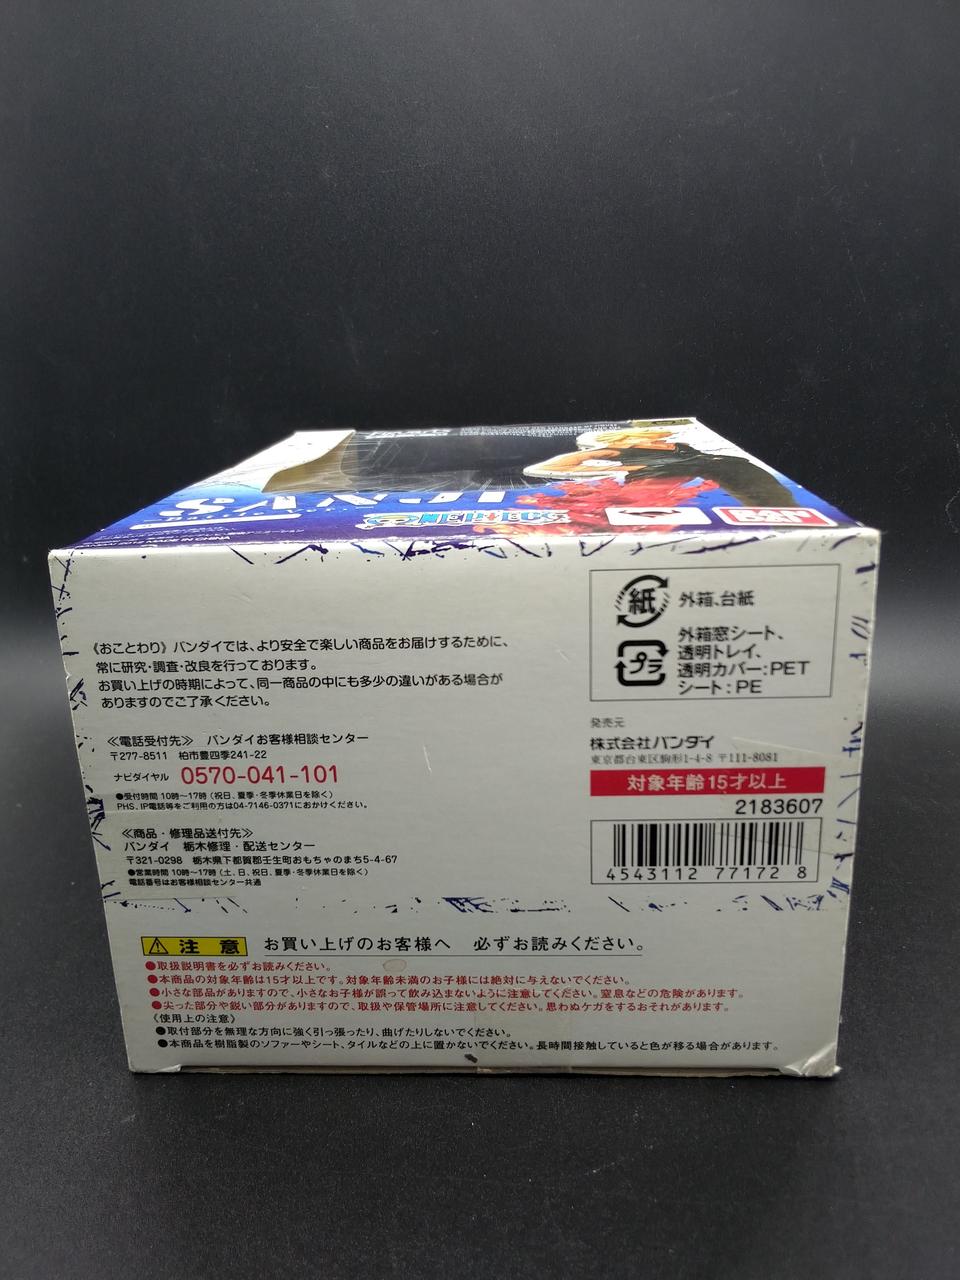 BANDAI
《おことわり》バンダイでは、より安全で楽しい商品をお届けするために、
常に研究・調査・改良を行っております。
お買い上げの時期によって、同一商品の中にも多少の違いがある場合が
ありますのでご了承ください。
≪電話受付先≫ バンダイお客様相談センター
〒277-8511 柏市豊四季241-22
ナビダイヤル 0570-041-101
●受付時間 10時〜17時 (祝日、夏季・冬季休業日を除く)
PHS、IP電話等をご利用の方は04-7146-0371におかけください。
≪商品・修理品送付先≫
バンダイ 栃木修理・配送センター
〒321-0298 栃木県下都賀郡壬生町おもちゃのまち5-4-67
●営業時間 10時〜17時 (土、日、祝日、夏季・冬季休業日を除く)
電話番号はお客様相談センター共通
紙 外箱、台紙
プラ 外箱窓シート、
透明トレイ、
透明カバー:PET
シート:PE
発売元
株式会社バンダイ
東京都台東区駒形1-4-8 〒111-8081
対象年齢15才以上
2183607
4543112 77172 8
注意 お買い上げのお客様へ 必ずお読みください。
●取扱説明書を必ずお読みください。
●本商品の対象年齢は15才以上です。対象年齢未満のお子様には絶対に与えないでください。
●小さな部品がありますので、小さなお子様が誤って飲み込まないように注意してください。窒息などの危険があります。
●尖った部分や鋭い部分がありますので、取扱や保管場所に注意してください。思わぬケガをするおそれがあります。
《使用上の注意》
●取付部分を無理な方向に強く引っ張ったり、曲げたりしないでください。
●本商品を樹脂製のソファーやシート、タイルなどの上に置かないでください。長時間接触していると色が移る場合があります。